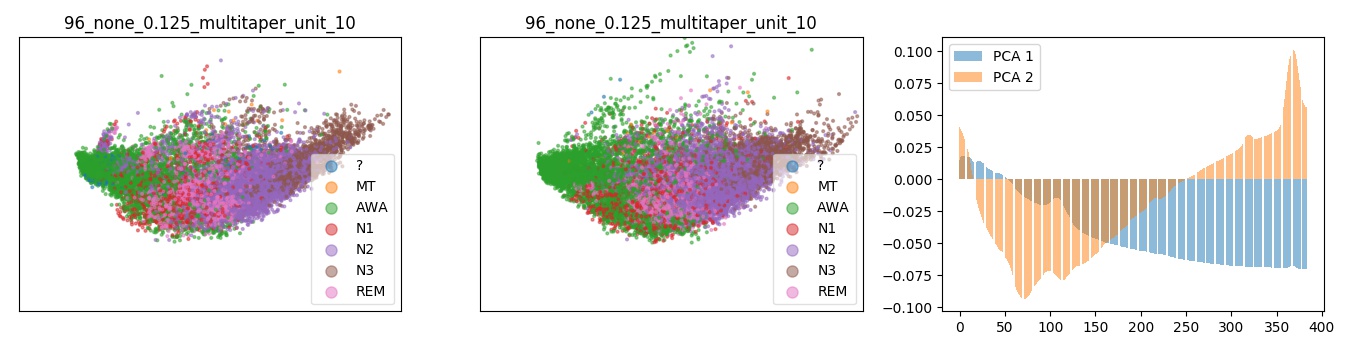 96_none_0.125_multitaper_unit_10
?
MT
AWA
N1
N2
N3
REM
96_none_0.125_multitaper_unit_10
?
MT
AWA
N1
N2
N3
REM
PCA 1
PCA 2
0.100
0.075
0.050
0.025
0.000
−0.025
−0.050
−0.075
−0.100
0 50 100 150 200 250 300 350 400